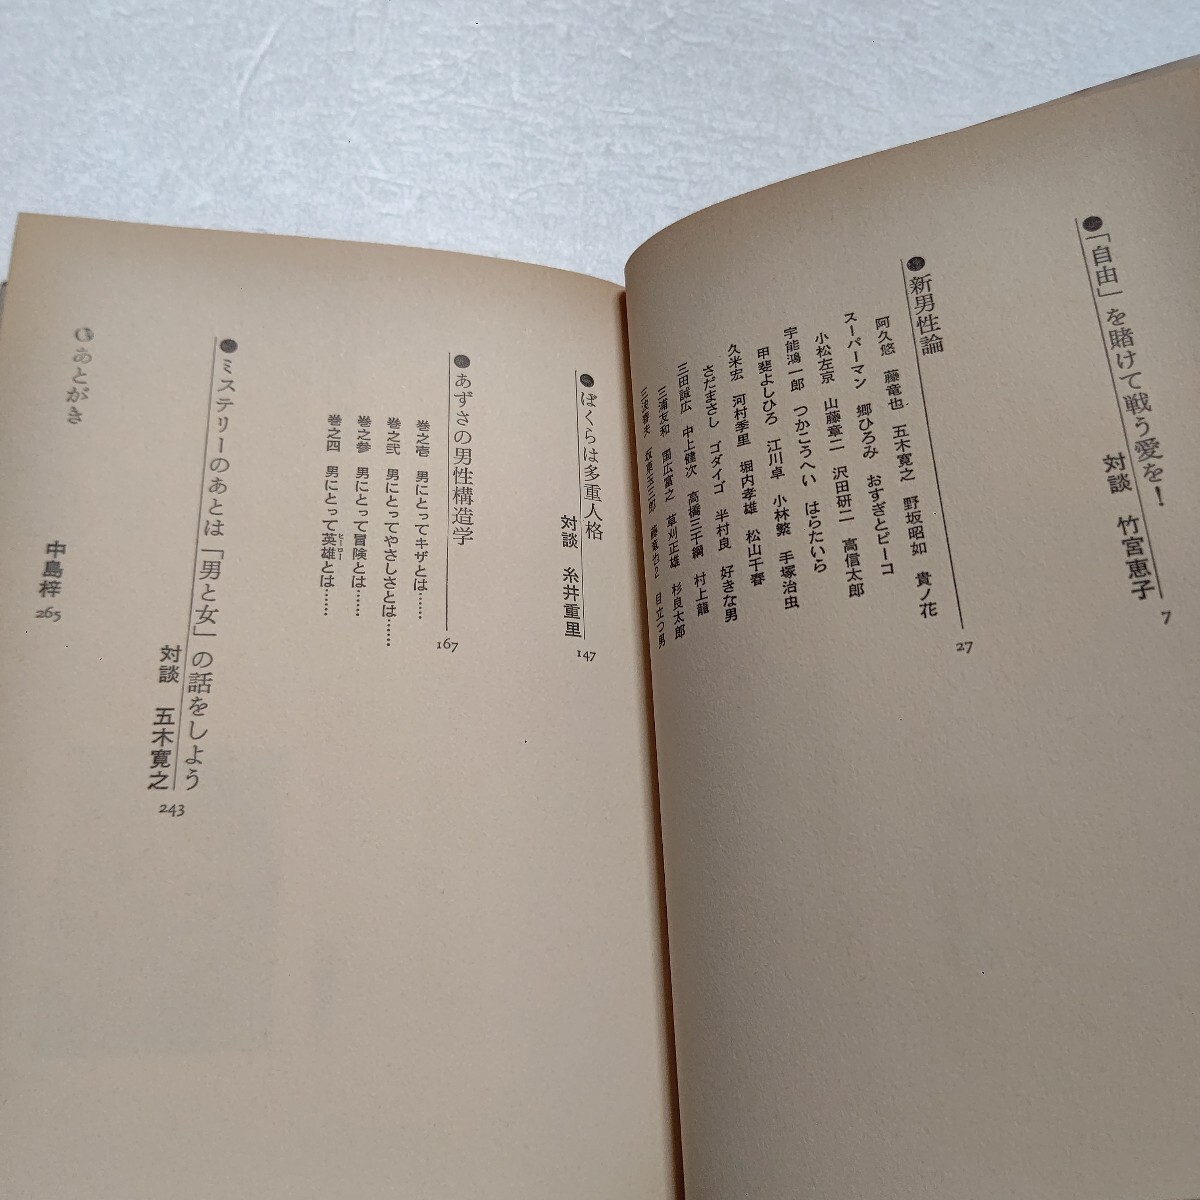 ●「自由」を賭けて戦う愛を!
対談 竹宮恵子
7
●新男性論
27
阿久悠 藤竜也 五木寛之 野坂昭如 貴ノ花
スーパーマン 郷ひろみ おすぎとピーコ
小松左京 山藤章二 沢田研二 高信太郎
宇能鴻一郎 つかこうへい はらたいら
甲斐よしひろ 江川卓 小林繁 手塚治虫
久米宏 河村季里 堀内孝雄 松山千春
さだまさし ゴダイゴ 半村良 好きな男
三田誠広 中上健次 高橋三千綱 村上龍
三浦友和 国広富之 草刈正雄 杉良太郎
三波春夫 坂東玉三郎 藤竜也2 目立つ男
●ぼくらは多重人格
対談 糸井重里
147
●あずさの男性構造学
167
巻之壱 男にとってキザとは……
巻之弐 男にとってやさしさとは……
巻之参 男にとって冒険とは……
巻之四 男にとって英雄とは……
●ミステリーのあとは「男と女」の話をしよう
対談 五木寛之
243
●あとがき
中島梓
265